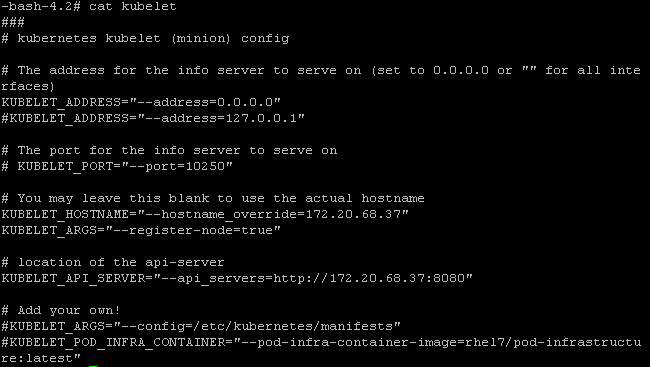 -bash-4.2# cat kubelet
###
# kubernetes kubelet (minion) config

# The address for the info server to serve on (set to 0.0.0.0 or "" for all inte
rfaces)
KUBELET_ADDRESS="--address=0.0.0.0"
#KUBELET_ADDRESS="--address=127.0.0.1"

# The port for the info server to serve on
# KUBELET_PORT="--port=10250"

# You may leave this blank to use the actual hostname
KUBELET_HOSTNAME="--hostname_override=172.20.68.37"
KUBELET_ARGS="--register-node=true"

# location of the api-server
KUBELET_API_SERVER="--api_servers=http://172.20.68.37:8080"

# Add your own!
#KUBELET_ARGS="--config=/etc/kubernetes/manifests"
#KUBELET_POD_INFRA_CONTAINER="--pod-infra-container-image=rhel7/pod-infrastructu
re:latest"